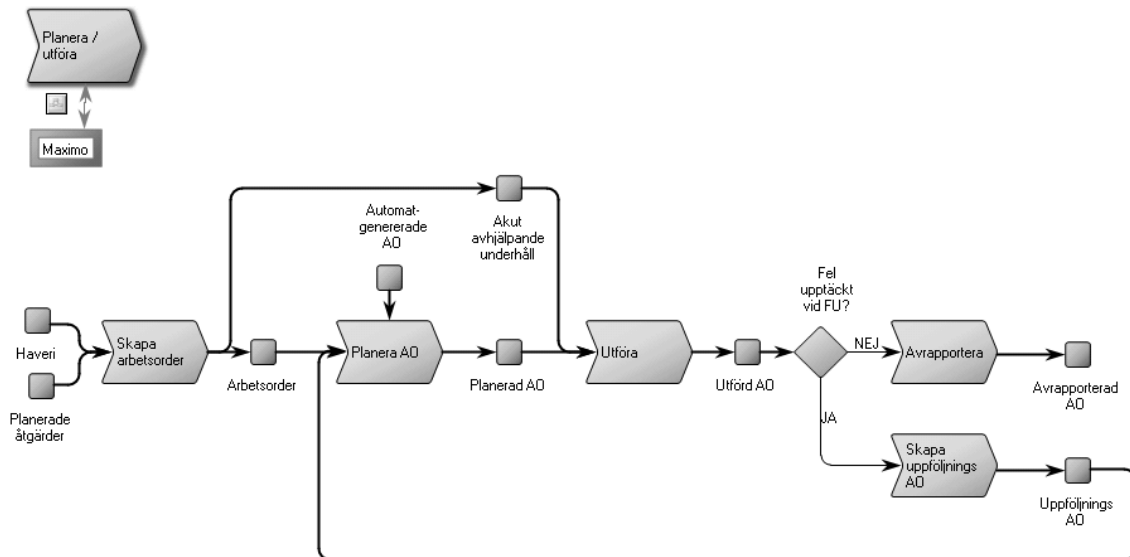 Planera /
utföra
Maximo
Automat-
genererade
AO
Akut
avhjälpande
underhåll
Fel
upptäckt
vid FU?
Haveri
Skapa
arbetsorder
Arbetsorder
Planera AO
Planerad AO
Utföra
Utförd AO
NEJ
Avrapportera
Avrapporterad
AO
Planerade
åtgärder
JA
Skapa
uppföljnings
AO
Uppföljnings
AO